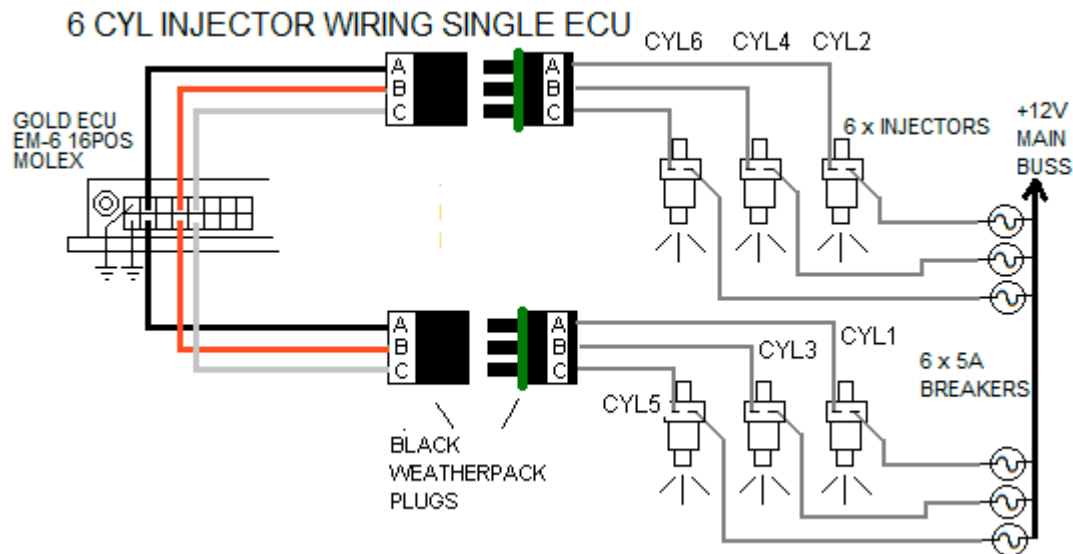 6 CYL INJECTOR WIRING SINGLE ECU
CYL6
CYL4
CYL2
A
B
C
A
B
C
GOLD ECU
EM-6 16POS
MOLEX
6 x INJECTORS
+12V
MAIN
BUSS
A
B
C
A
B
C
CYL5
CYL3
CYL1
6 x 5A
BREAKERS
BLACK
WEATHERPACK
PLUGS